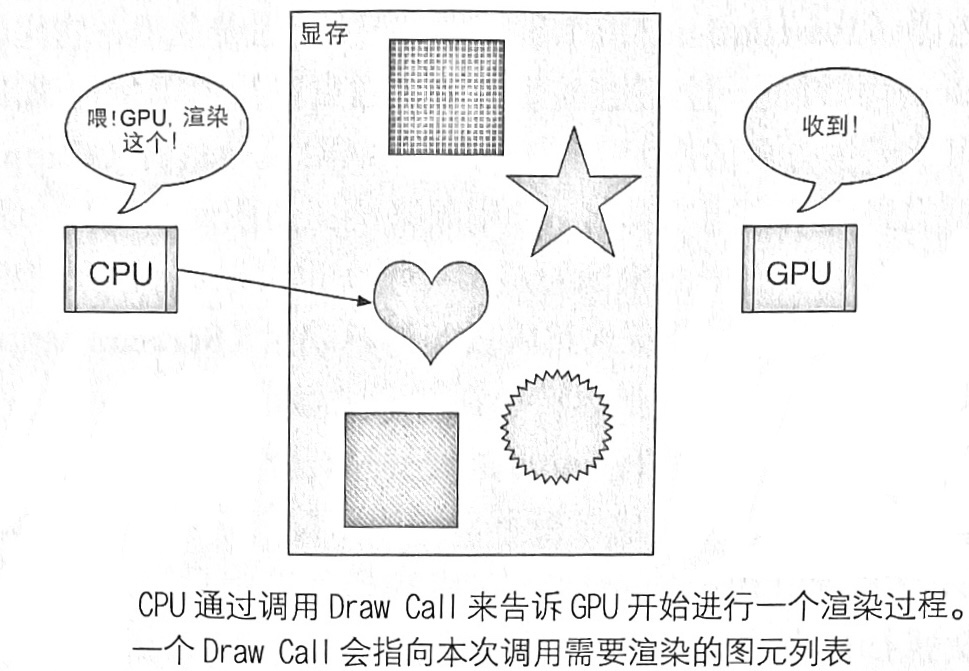 显存
喂！GPU，渲染
这个！
收到！
CPU
GPU
CPU 通过调用 Draw Call 来告诉 GPU 开始进行一个渲染过程。
一个 Draw Call 会指向本次调用需要渲染的图元列表